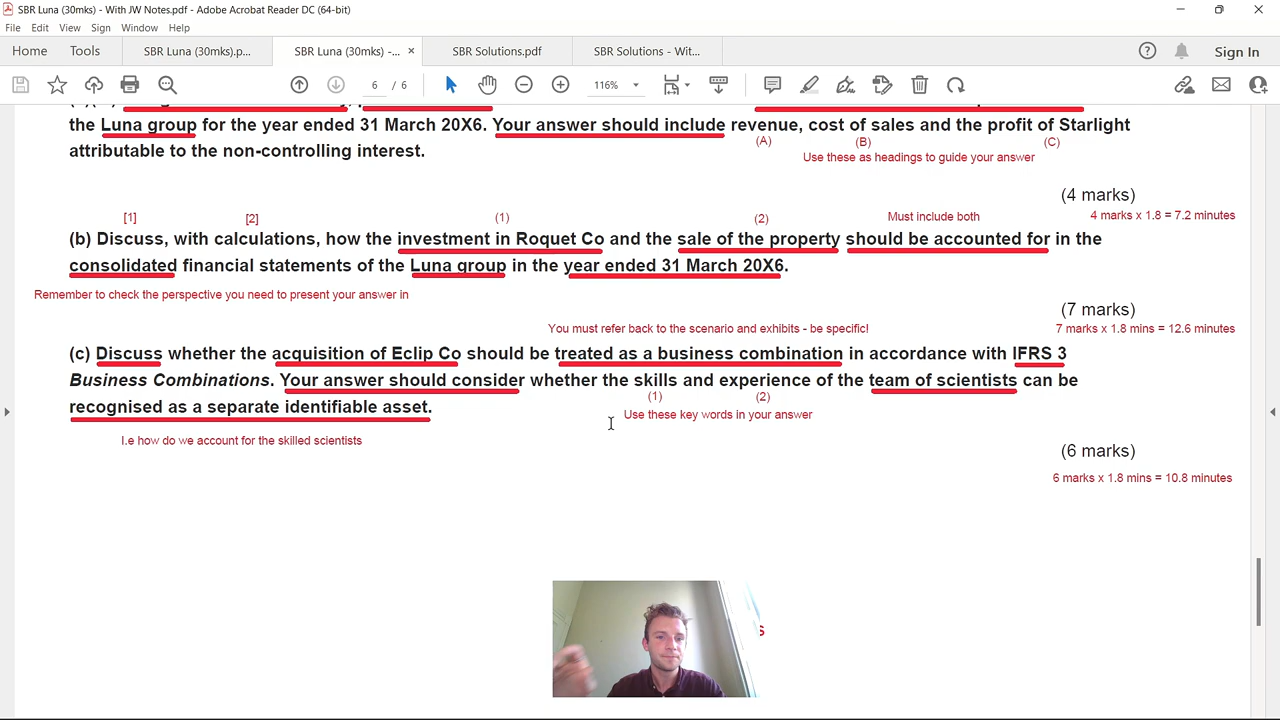 SBR Luna (30mks) - With JW Notes.pdf - Adobe Acrobat Reader DC (64-bit)
File Edit View Sign Window Help
Home Tools SBR Luna (30mks).p... SBR Luna (30mks) -... × SBR Solutions.pdf SBR Solutions - Wit... Sign In
6 / 6 116%
the Luna group for the year ended 31 March 20X6. Your answer should include revenue, cost of sales and the profit of Starlight
(A) (B) (C)
attributable to the non-controlling interest.
Use these as headings to guide your answer
(4 marks)
[1] [2] (1) (2) Must include both 4 marks x 1.8 = 7.2 minutes
(b) Discuss, with calculations, how the investment in Roquet Co and the sale of the property should be accounted for in the
consolidated financial statements of the Luna group in the year ended 31 March 20X6.
Remember to check the perspective you need to present your answer in
(7 marks)
You must refer back to the scenario and exhibits - be specific! 7 marks x 1.8 mins = 12.6 minutes
(c) Discuss whether the acquisition of Eclip Co should be treated as a business combination in accordance with IFRS 3
Business Combinations. Your answer should consider whether the skills and experience of the team of scientists can be
(1) (2)
recognised as a separate identifiable asset.
Use these key words in your answer
I.e how do we account for the skilled scientists
(6 marks)
6 marks x 1.8 mins = 10.8 minutes